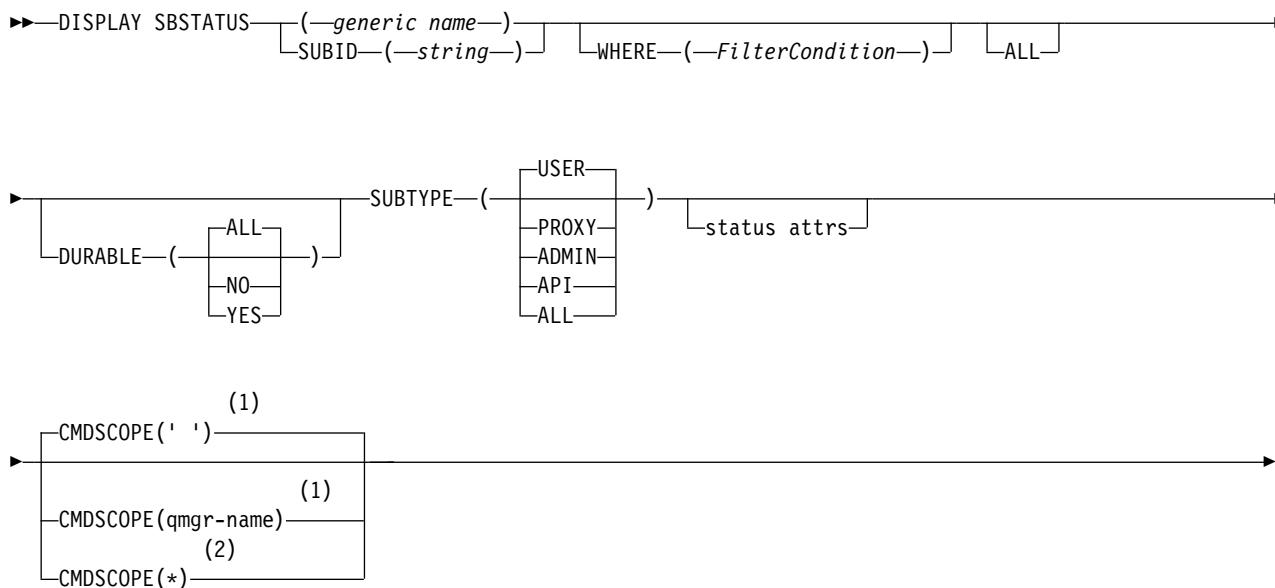 DISPLAY SBSTATUS ( generic name )
SUBID ( string ) WHERE ( FilterCondition ) ALL
USER
SUBTYPE ( )
ALL PROXY status attrs
DURABLE ( ) ADMIN
NO API
YES ALL
(1)
CMDSCOPE(' ')
(1)
CMDSCOPE(qmgr-name)
(2)
CMDSCOPE(*)